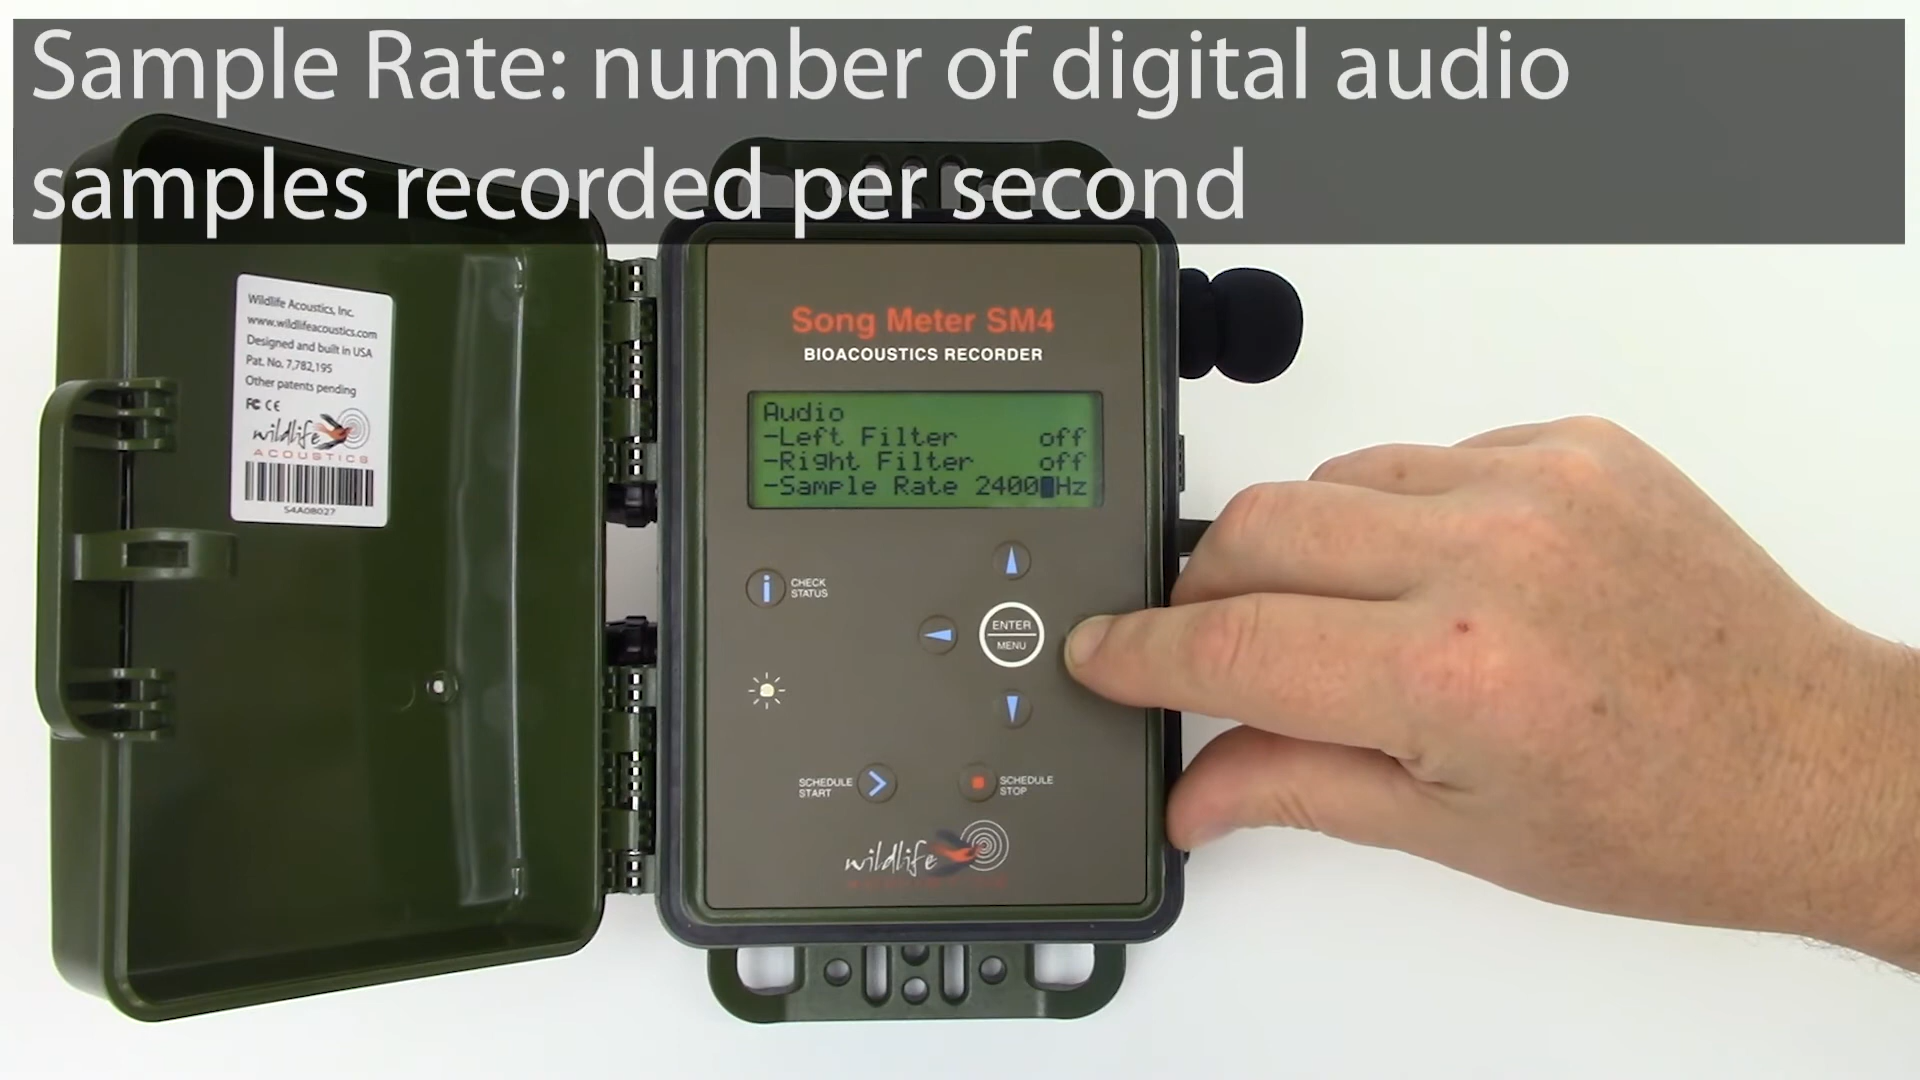 Sample Rate: number of digital audio
samples recorded per second
Wildlife Acoustics, Inc.
www.wildlifeacoustics.com
Designed and built in USA
Pat. No. 7,782,195
Other patents pending
FC CE
wildlife
ACOUSTICS
S4A08027
Song Meter SM4
BIOACOUSTICS RECORDER
Audio
-Left Filter off
-Right Filter off
-Sample Rate 2400 Hz
i CHECK
STATUS
ENTER
MENU
SCHEDULE
START
SCHEDULE
STOP
wildlife